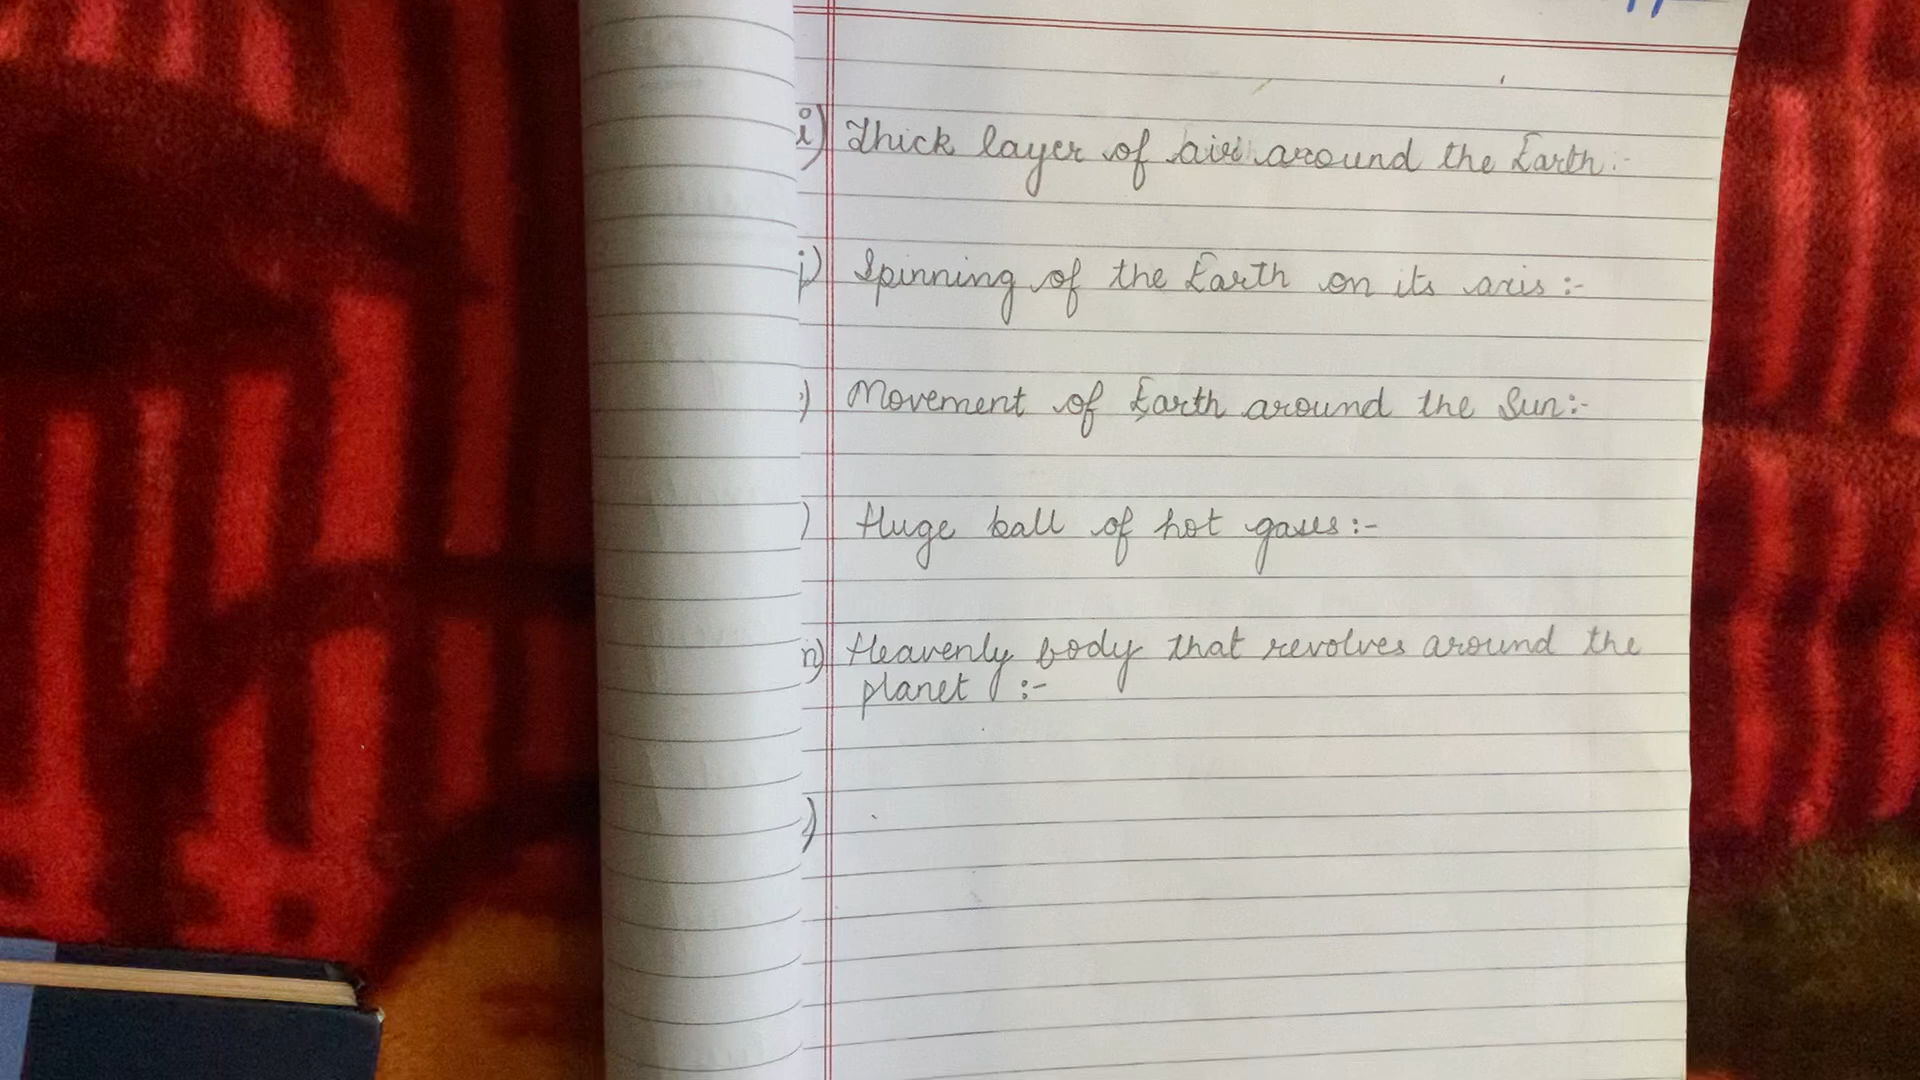 i) Thick layer of air around the Earth:-
j) Spinning of the Earth on its axis :-
) Movement of Earth around the Sun:-
) Huge ball of hot gases:-
n) Heavenly body that revolves around the
planet :-
)